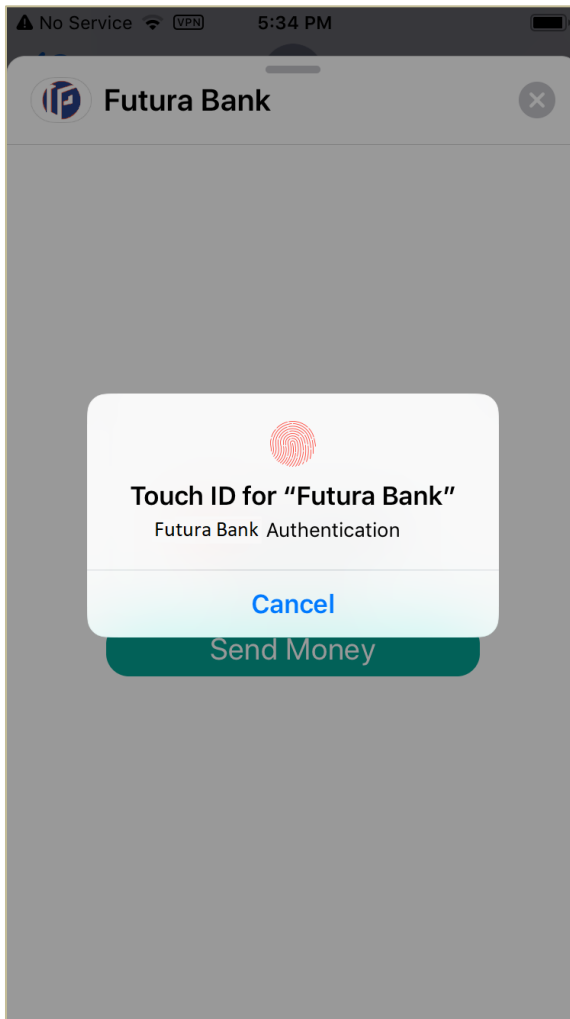 No Service VPN 5:34 PM
Futura Bank
Touch ID for “Futura Bank”
Futura Bank Authentication
Cancel
Send Money